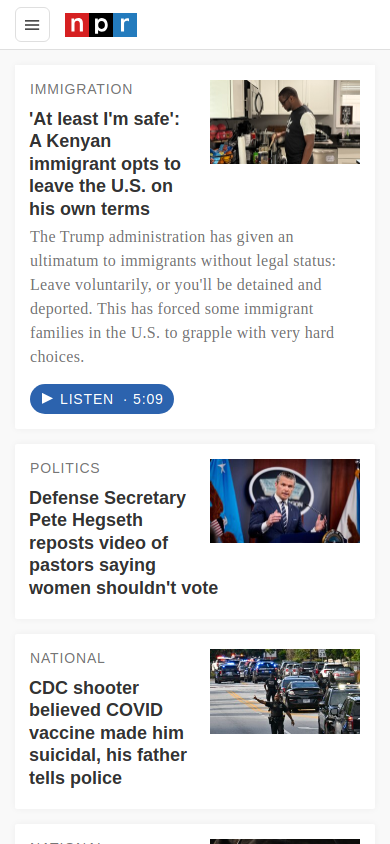 npr
IMMIGRATION
'At least I'm safe':
A Kenyan
immigrant opts to
leave the U.S. on
his own terms
The Trump administration has given an
ultimatum to immigrants without legal status:
Leave voluntarily, or you'll be detained and
deported. This has forced some immigrant
families in the U.S. to grapple with very hard
choices.
LISTEN · 5:09
POLITICS
Defense Secretary
Pete Hegseth
reposts video of
pastors saying
women shouldn't vote
NATIONAL
CDC shooter
believed COVID
vaccine made him
suicidal, his father
tells police